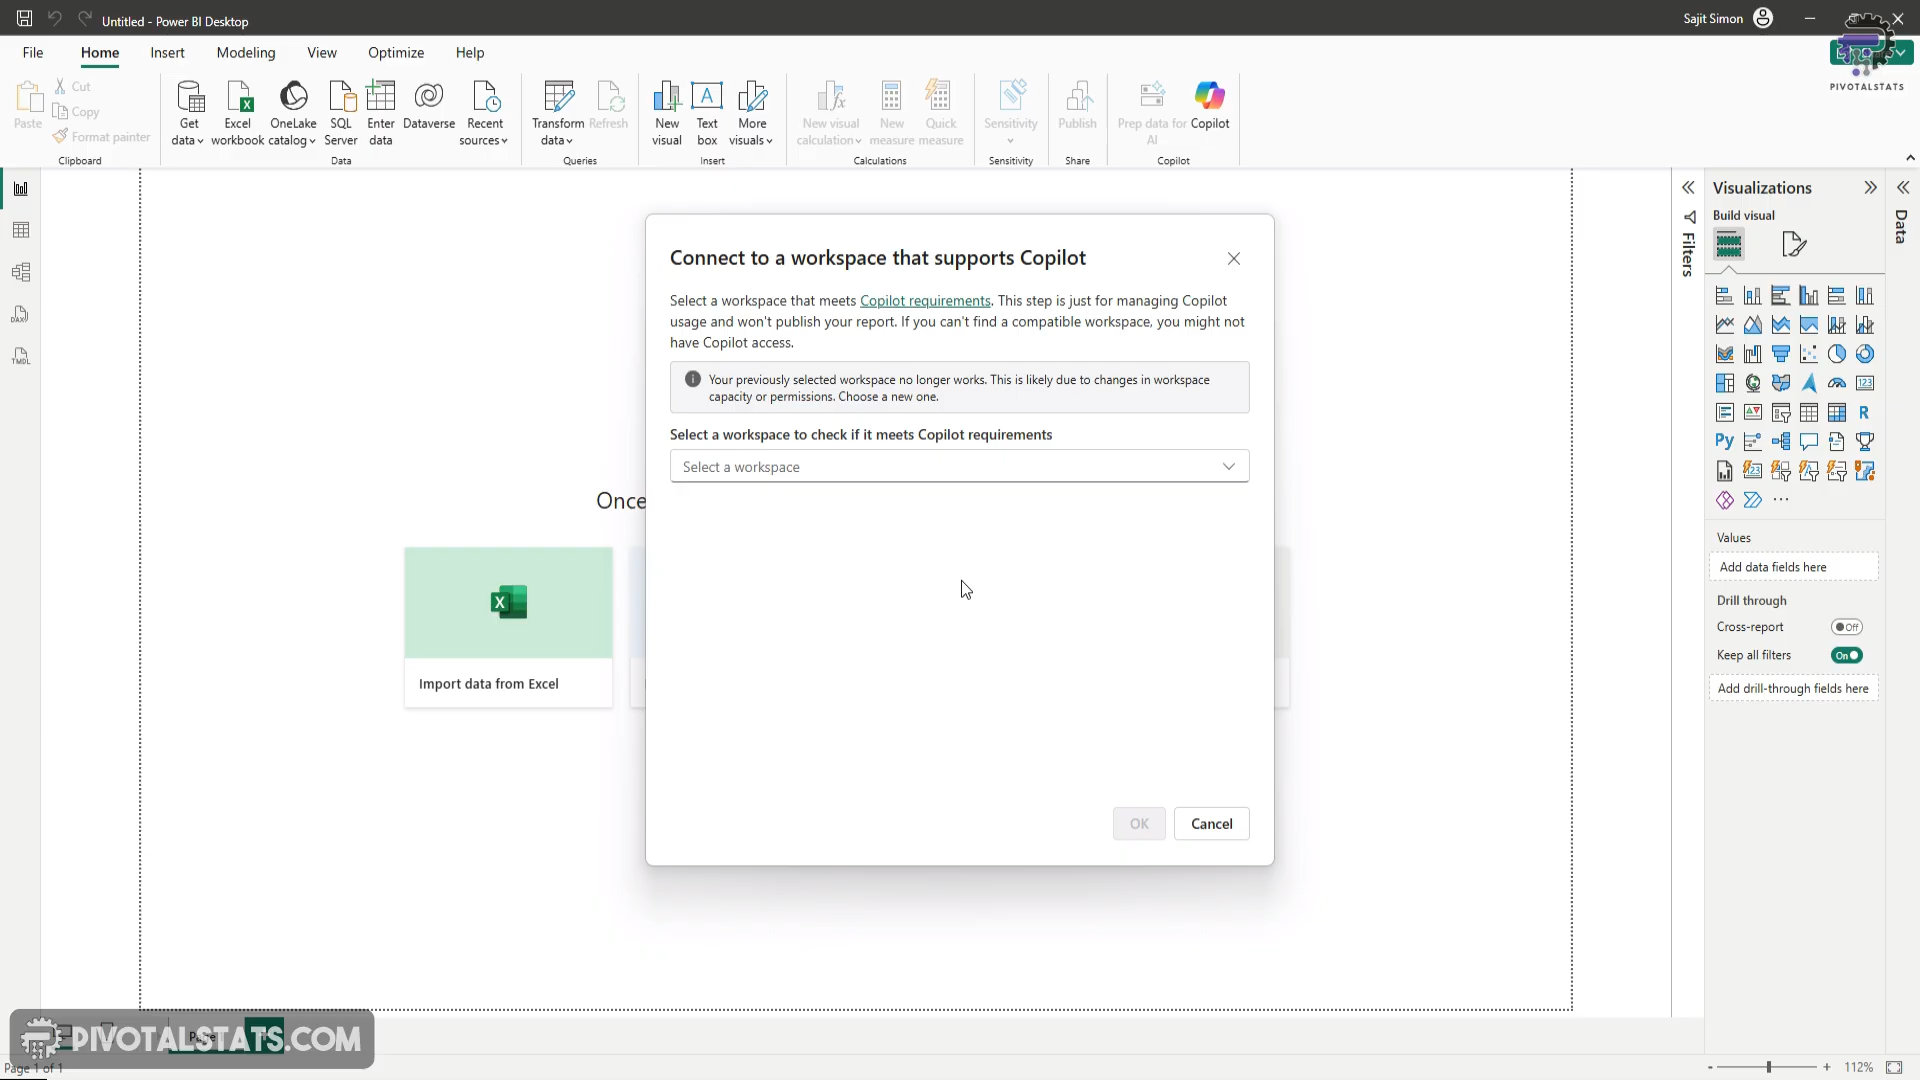 Untitled - Power BI Desktop
Sajit Simon
File Home Insert Modeling View Optimize Help
PIVOTALSTATS
Paste
Cut
Copy
Format painter
Clipboard
Get data
Excel workbook
OneLake catalog
SQL Server
Enter data
Dataverse
Recent sources
Data
Transform data
Refresh
Queries
New visual
Text box
More visuals
Insert
New visual calculation
New measure
Quick measure
Calculations
Sensitivity
Sensitivity
Publish
Share
Prep data for AI
Copilot
Copilot
DAX
TMDL
Connect to a workspace that supports Copilot
Select a workspace that meets Copilot requirements. This step is just for managing Copilot
usage and won't publish your report. If you can't find a compatible workspace, you might not
have Copilot access.
Your previously selected workspace no longer works. This is likely due to changes in workspace
capacity or permissions. Choose a new one.
Select a workspace to check if it meets Copilot requirements
Select a workspace
OK
Cancel
Once
Import data from Excel
Filters
Visualizations
Build visual
Data
123
R
Py
Values
Add data fields here
Drill through
Cross-report
Off
Keep all filters
On
Add drill-through fields here
PIVOTALSTATS.COM
Page 1 of 1
- + 112%